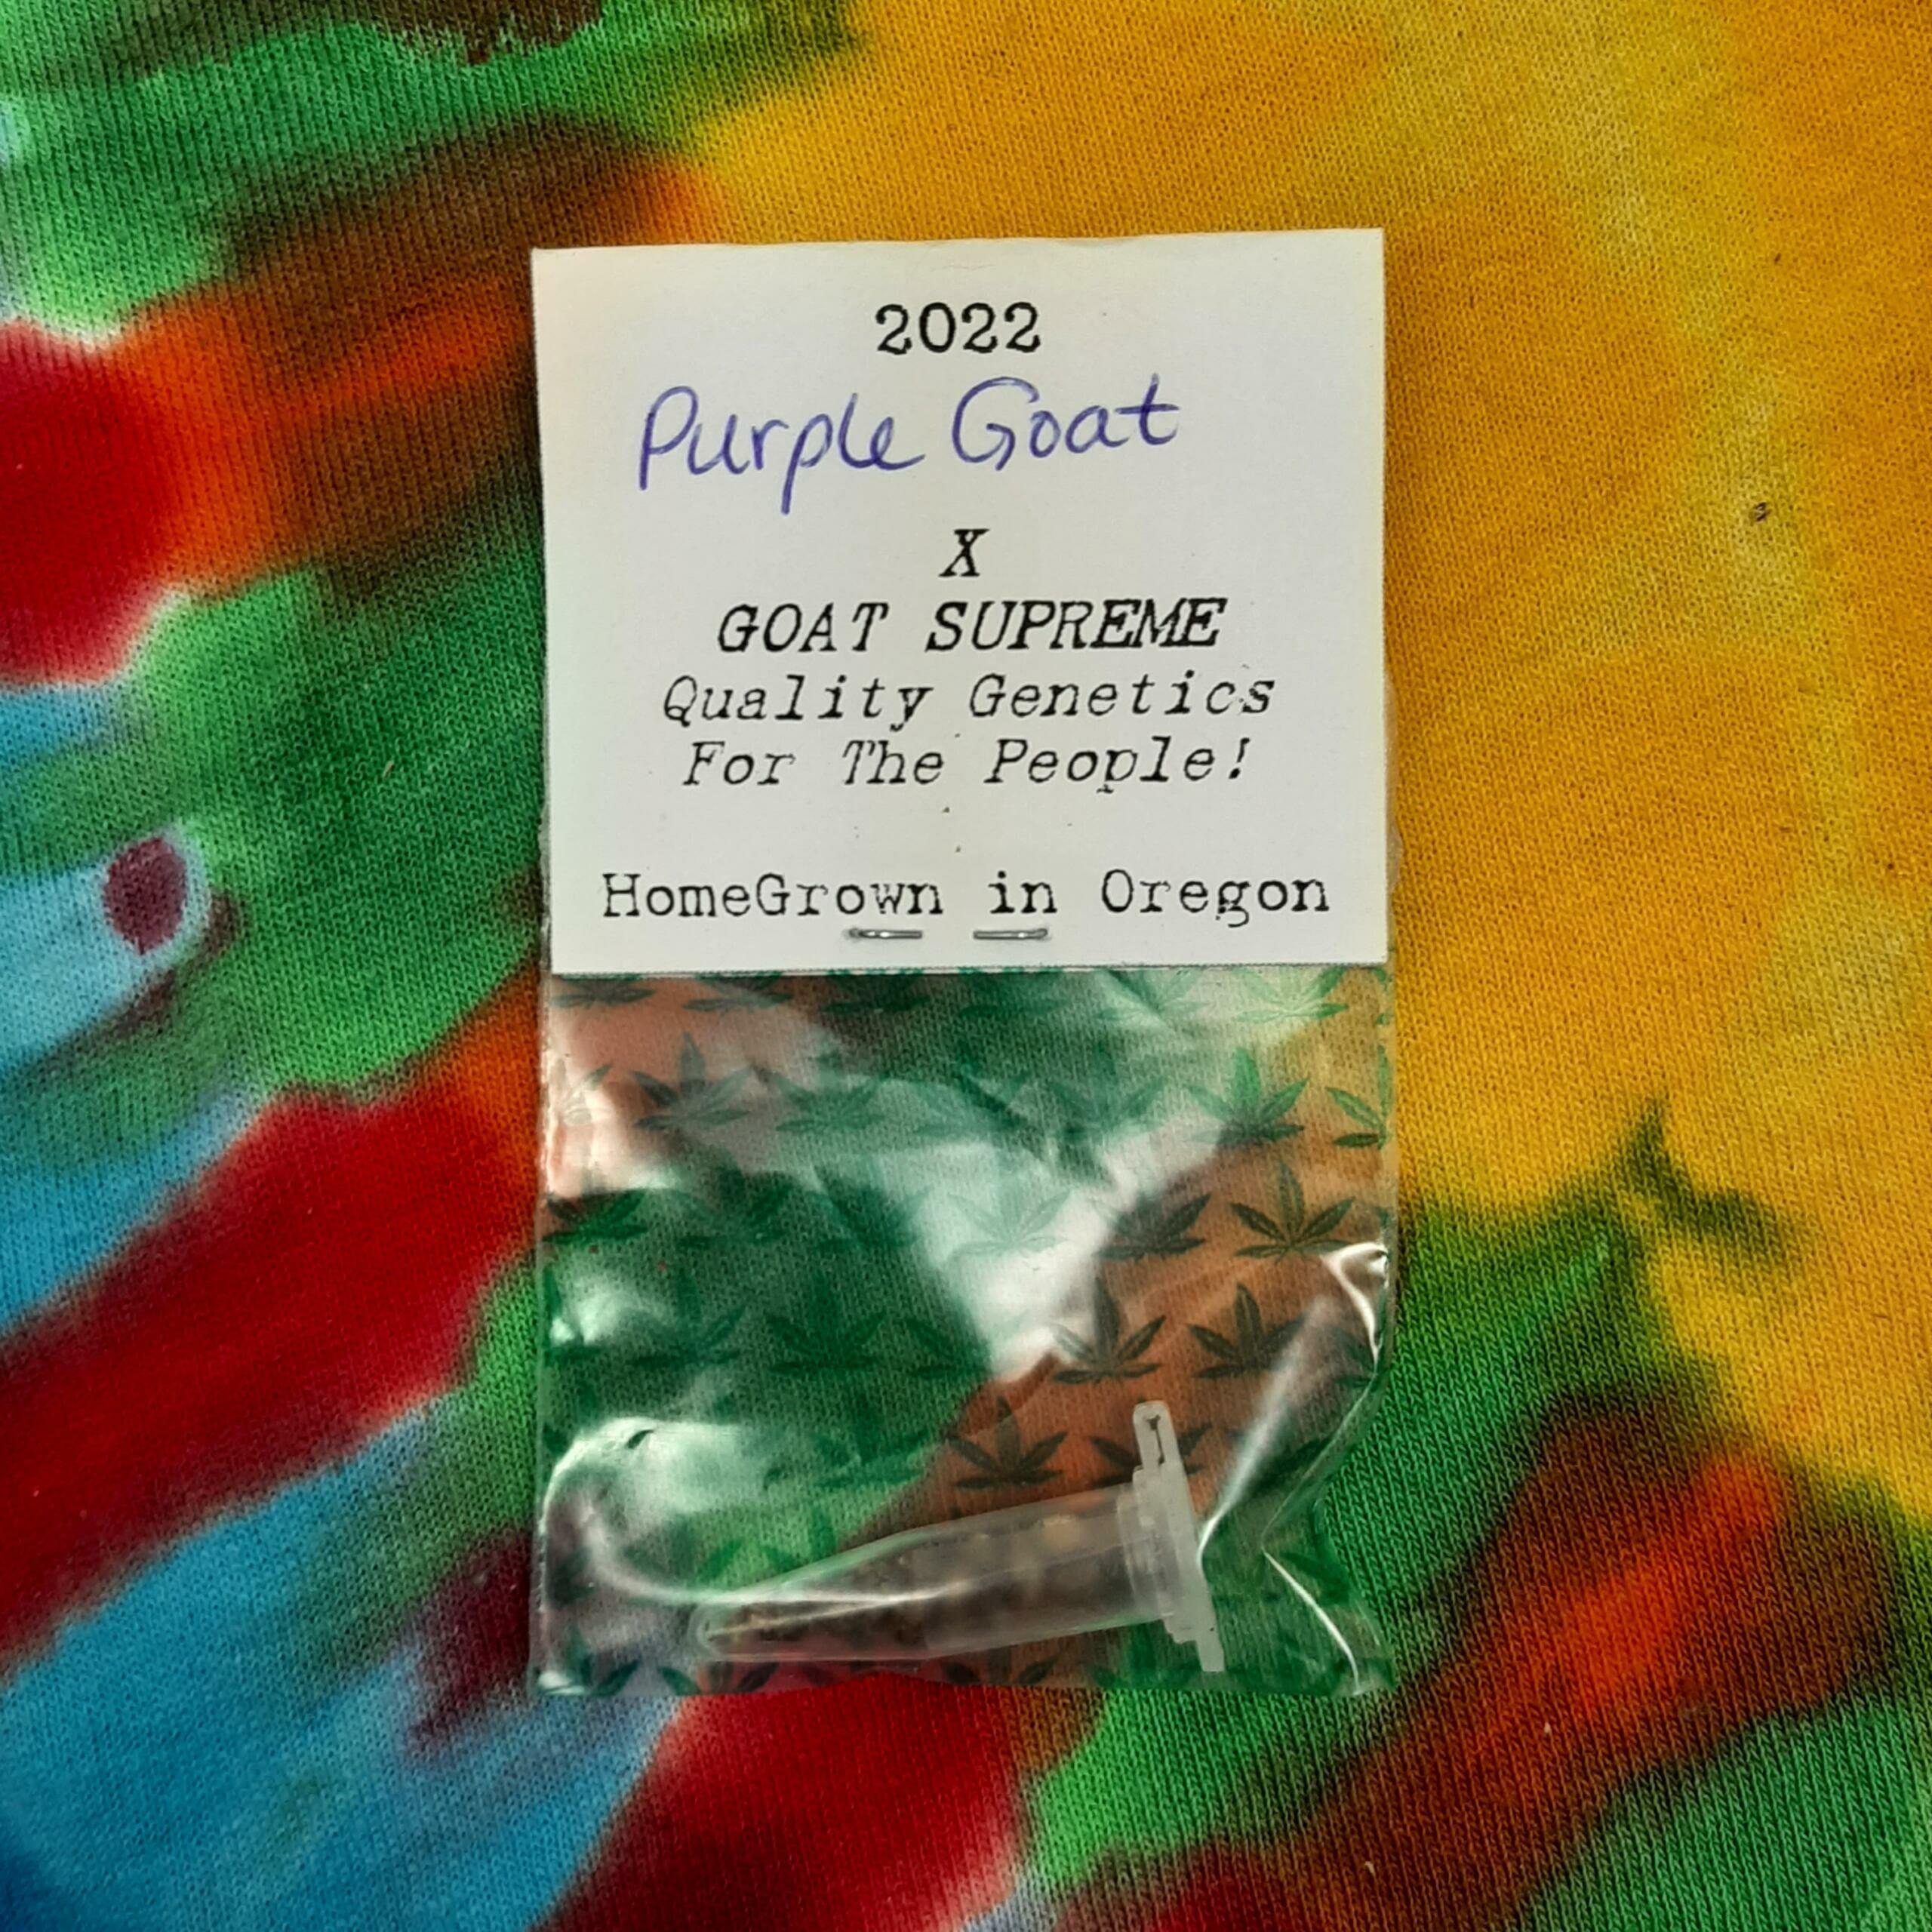 2022
Purple Goat
X
GOAT SUPREME
Quality Genetics
For The People!
HomeGrown in Oregon